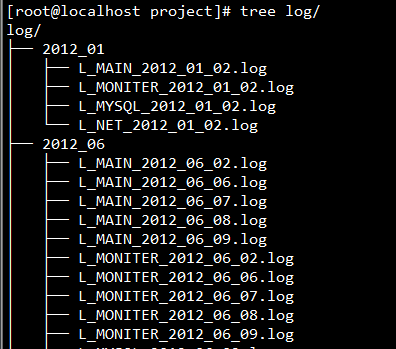 [root@localhost project]# tree log/
log/
├── 2012_01
│   ├── L_MAIN_2012_01_02.log
│   ├── L_MONITER_2012_01_02.log
│   ├── L_MYSQL_2012_01_02.log
│   └── L_NET_2012_01_02.log
├── 2012_06
│   ├── L_MAIN_2012_06_02.log
│   ├── L_MAIN_2012_06_06.log
│   ├── L_MAIN_2012_06_07.log
│   ├── L_MAIN_2012_06_08.log
│   ├── L_MAIN_2012_06_09.log
│   ├── L_MONITER_2012_06_02.log
│   ├── L_MONITER_2012_06_06.log
│   ├── L_MONITER_2012_06_07.log
│   ├── L_MONITER_2012_06_08.log
│   ├── L_MONITER_2012_06_09.log